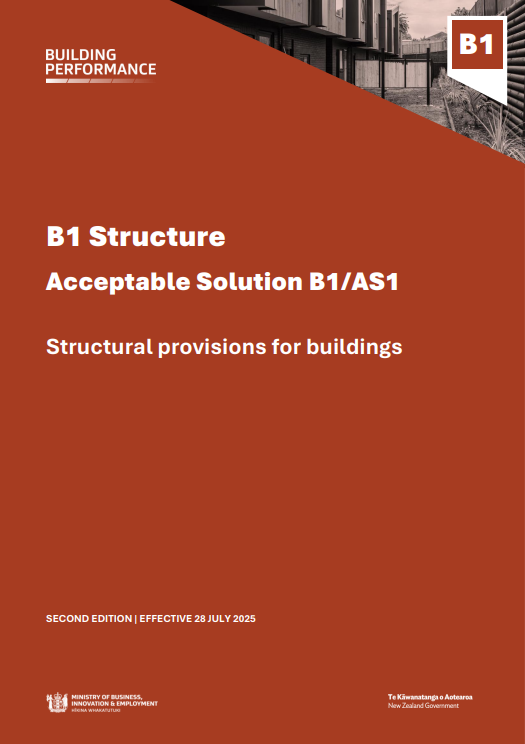 BUILDING
PERFORMANCE
B1
B1 Structure
Acceptable Solution B1/AS1
Structural provisions for buildings
SECOND EDITION | EFFECTIVE 28 JULY 2025
MINISTRY OF BUSINESS,
INNOVATION & EMPLOYMENT
HĪKINA WHAKATUTUKI
Te Kāwanatanga o Aotearoa
New Zealand Government